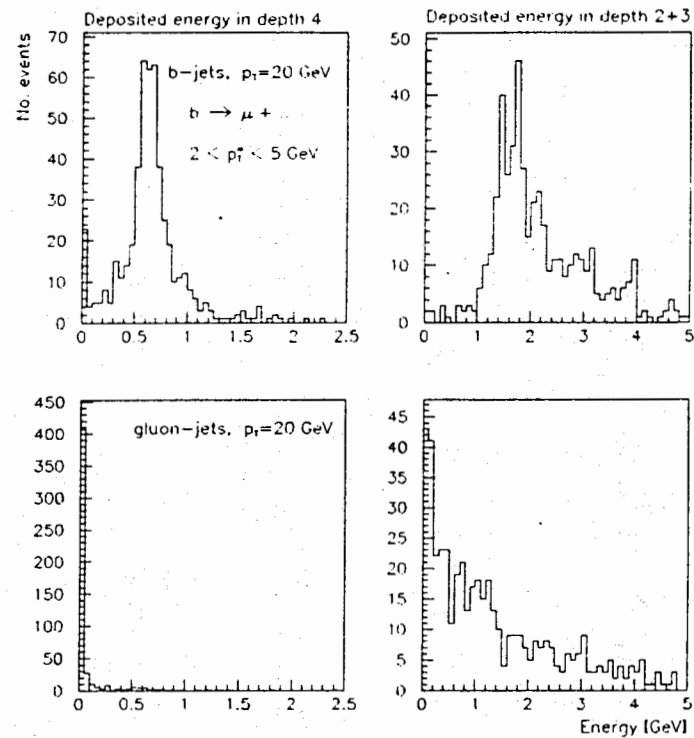 Deposited energy in depth 4
No. events
70
60
50
40
30
20
10
0
b-jets, pT=20 GeV
b → μ +
2 < pT* < 5 GeV
0 0.5 1 1.5 2 2.5
Deposited energy in depth 2+3
50
40
30
20
10
0
0 1 2 3 4 5
450
400
350
300
250
200
150
100
50
0
gluon-jets, pT=20 GeV
0 0.5 1 1.5 2 2.5
45
40
35
30
25
20
15
10
5
0
0 1 2 3 4 5
Energy [GeV]